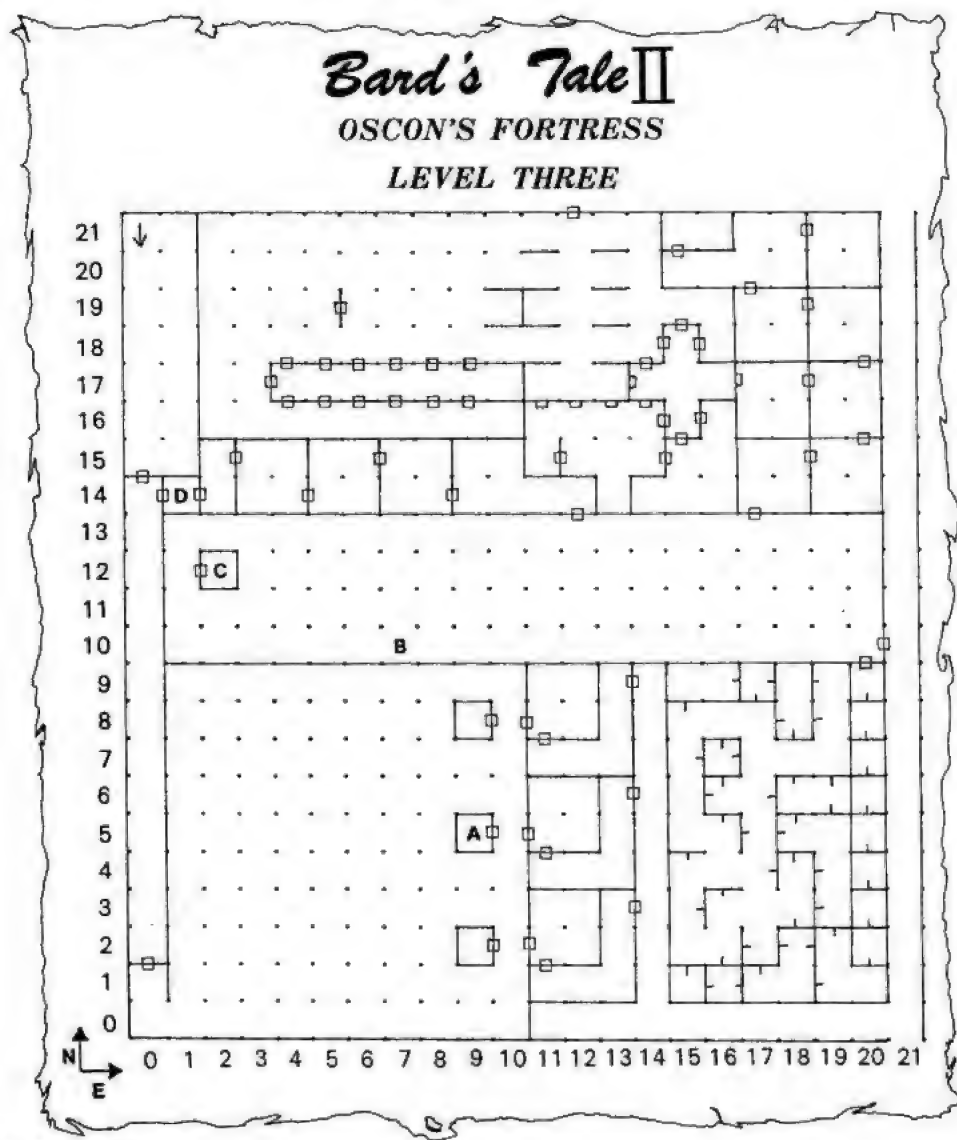 Bard's Tale II
OSCON'S FORTRESS
LEVEL THREE
21
20
19
18
17
16
15
14 D
13
12 C
11
10 B
9
8
7
6
5 A
4
3
2
1
0
N
E
0 1 2 3 4 5 6 7 8 9 10 11 12 13 14 15 16 17 18 19 20 21